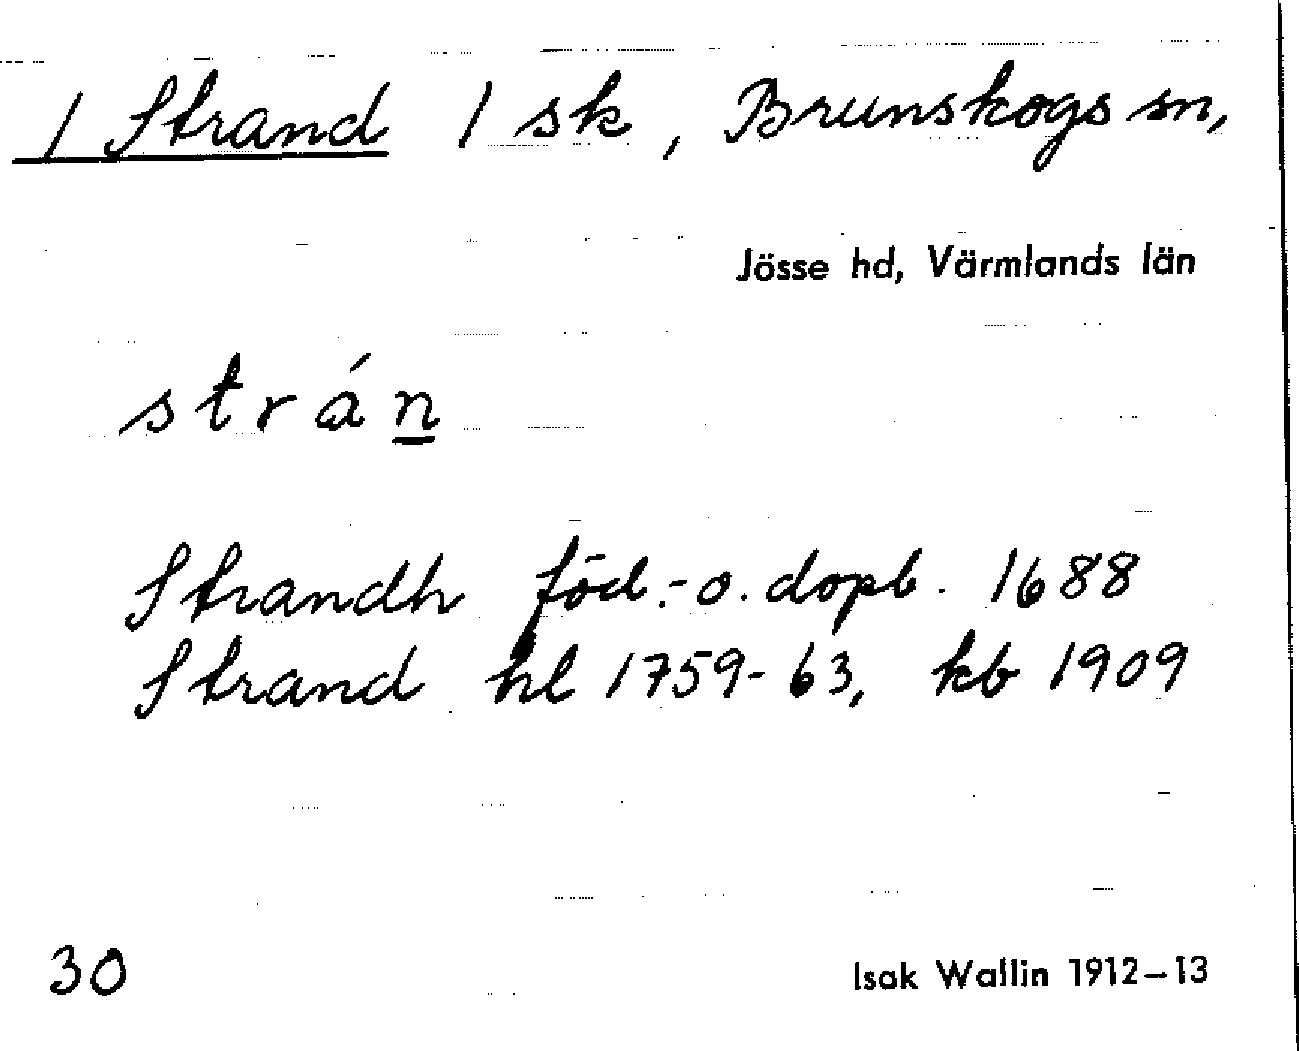 1 Strand 1 sk, Brunskogs sn,
Jösse hd, Värmlands län
strán
Strandh föd.- o. dopb. 1688
Strand hl 1759-63, kb 1909
30
Isak Wallin 1912–13